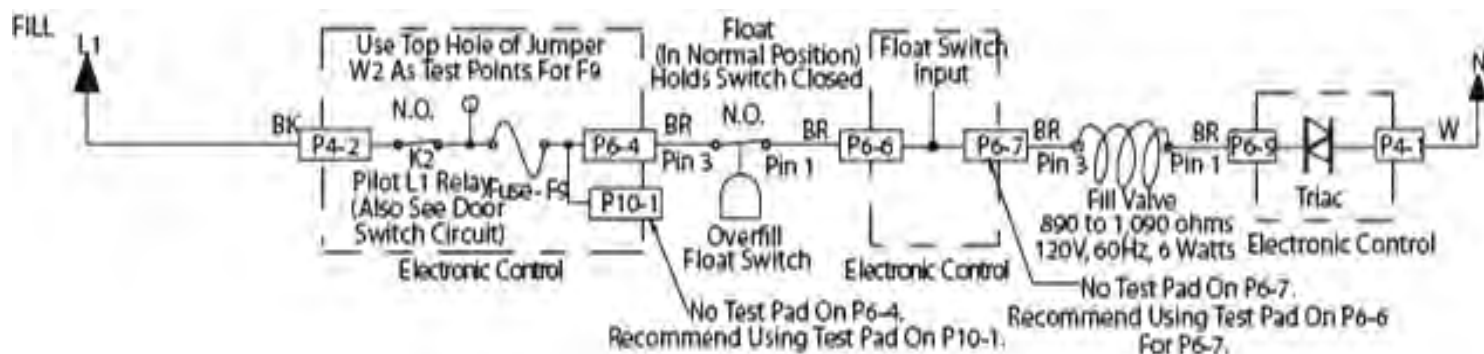 FILL
L1
Use Top Hole of Jumper
W2 As Test Points For F9
Float
(In Normal Position)
Holds Switch Closed
Float Switch
Input
N
BK
P4-2
N.O.
K2
Fuse- F9
P6-4
BR
Pin 3
N.O.
Pin 1
BR
P6-6
P6-7
BR
Pin 3
BR
Pin 1
P6-9
P4-1
W
Pilot L1 Relay
(Also See Door
Switch Circuit)
P10-1
Overfill
Float Switch
Fill Valve
890 to 1,090 ohms
120V, 60Hz, 6 Watts
Triac
Electronic Control
Electronic Control
Electronic Control
No Test Pad On P6-4.
Recommend Using Test Pad On P10-1.
No Test Pad On P6-7.
Recommend Using Test Pad On P6-6
For P6-7.